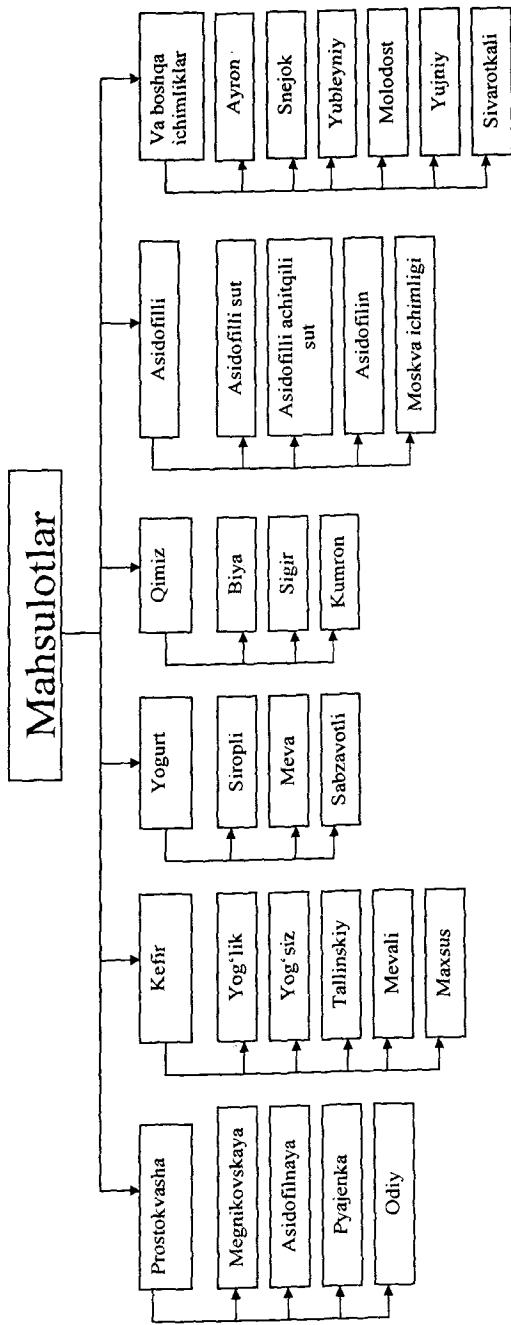 Mahsulotlar
Prostokvasha
Megnikovskaya
Asidofilnaya
Pyajenka
Odiy
Kefir
Yog‘lik
Yog‘siz
Tallinskiy
Mevali
Maxsus
Yogurt
Siropli
Meva
Sabzavotli
Qimiz
Biya
Sigir
Kumron
Asidofilli
Asidofilli sut
Asidofilli achitqili
sut
Asidofilin
Moskva ichimligi
Va boshqa
ichimliklar
Ayron
Snejok
Yubleyniy
Molodost
Yujniy
Sivarotkali